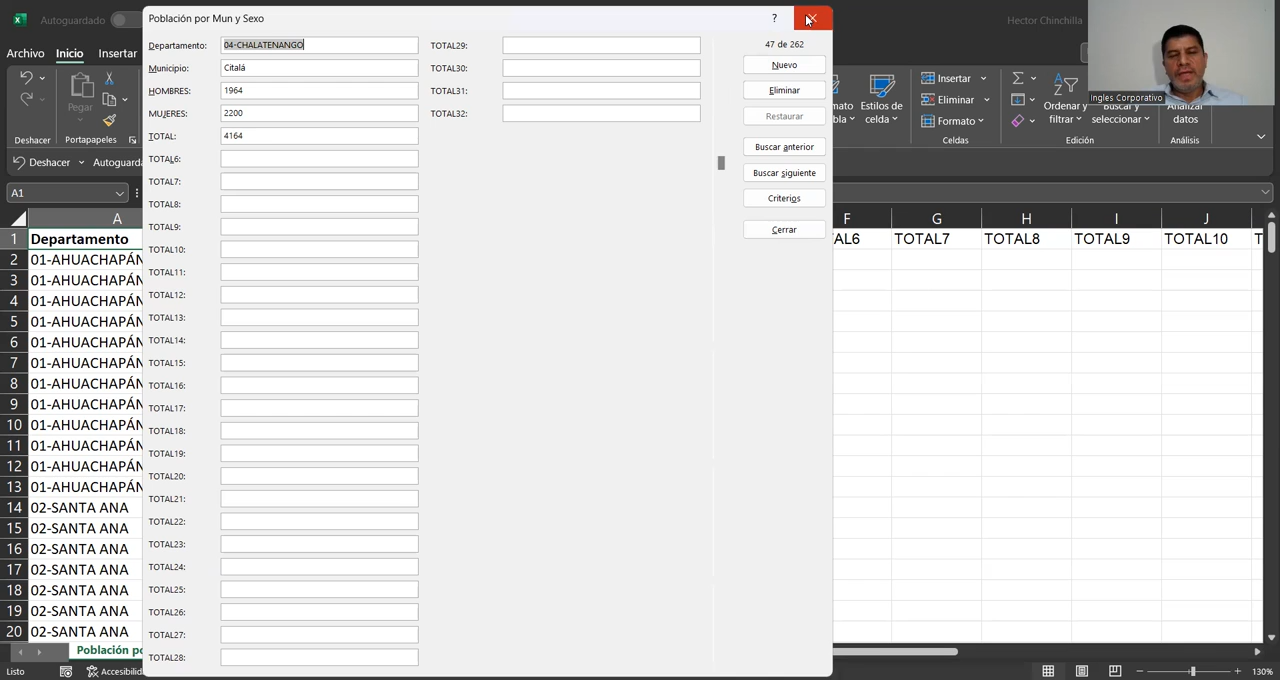 Autoguardado
Hector Chinchilla
Ingles Corporativo
Archivo
Inicio
Insertar
Deshacer
Pegar
Portapapeles
Estilos de
celda
Insertar
Eliminar
Formato
Celdas
Ordenar y
filtrar
Buscar y
seleccionar
Edición
Analizar
datos
Análisis
Deshacer
A1
Población por Mun y Sexo
?
Departamento: 04-CHALATENANGO
Municipio: Citalá
HOMBRES: 1964
MUJERES: 2200
TOTAL: 4164
TOTAL6:
TOTAL7:
TOTAL8:
TOTAL9:
TOTAL10:
TOTAL11:
TOTAL12:
TOTAL13:
TOTAL14:
TOTAL15:
TOTAL16:
TOTAL17:
TOTAL18:
TOTAL19:
TOTAL20:
TOTAL21:
TOTAL22:
TOTAL23:
TOTAL24:
TOTAL25:
TOTAL26:
TOTAL27:
TOTAL28:
TOTAL29:
TOTAL30:
TOTAL31:
TOTAL32:
47 de 262
Nuevo
Eliminar
Restaurar
Buscar anterior
Buscar siguiente
Criterios
Cerrar
A F G H I J
1 Departamento TOTAL7 TOTAL8 TOTAL9 TOTAL10
2 01-AHUACHAPÁN
3 01-AHUACHAPÁN
4 01-AHUACHAPÁN
5 01-AHUACHAPÁN
6 01-AHUACHAPÁN
7 01-AHUACHAPÁN
8 01-AHUACHAPÁN
9 01-AHUACHAPÁN
10 01-AHUACHAPÁN
11 01-AHUACHAPÁN
12 01-AHUACHAPÁN
13 01-AHUACHAPÁN
14 02-SANTA ANA
15 02-SANTA ANA
16 02-SANTA ANA
17 02-SANTA ANA
18 02-SANTA ANA
19 02-SANTA ANA
20 02-SANTA ANA
Población
Listo
130%